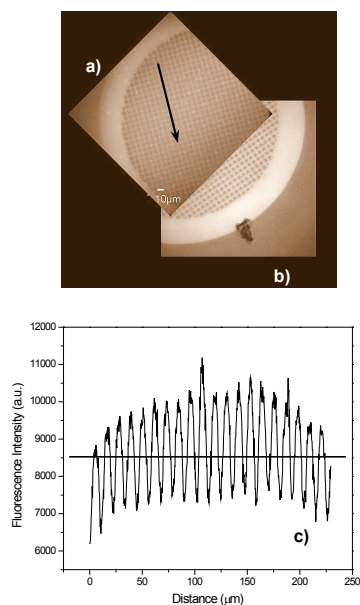 a)
10µm
b)
12000
11000
10000
9000
8000
7000
6000
Fluorescence Intensity (a.u.)
c)
0 50 100 150 200 250
Distance (µm)